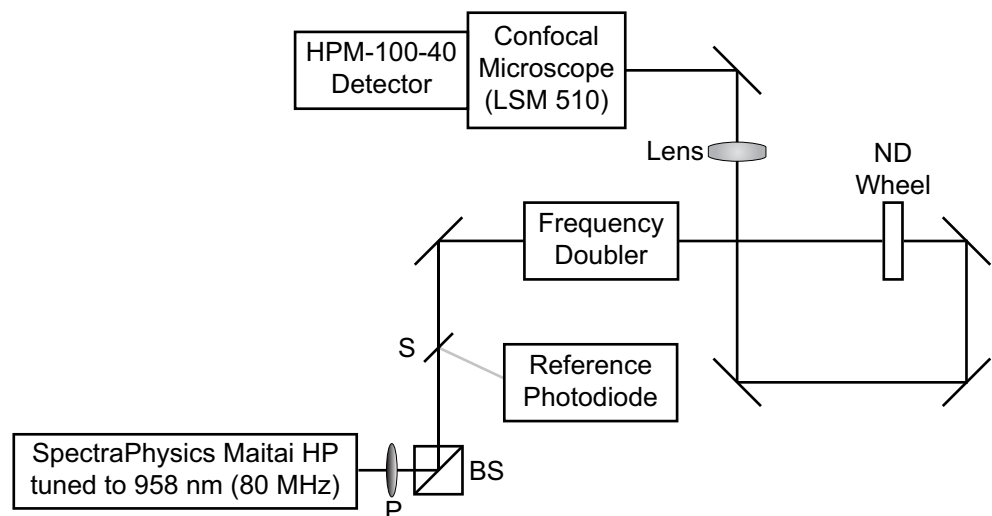 HPM-100-40
Detector
Confocal
Microscope
(LSM 510)
Lens
ND
Wheel
Frequency
Doubler
S
Reference
Photodiode
SpectraPhysics Maitai HP
tuned to 958 nm (80 MHz)
P
BS